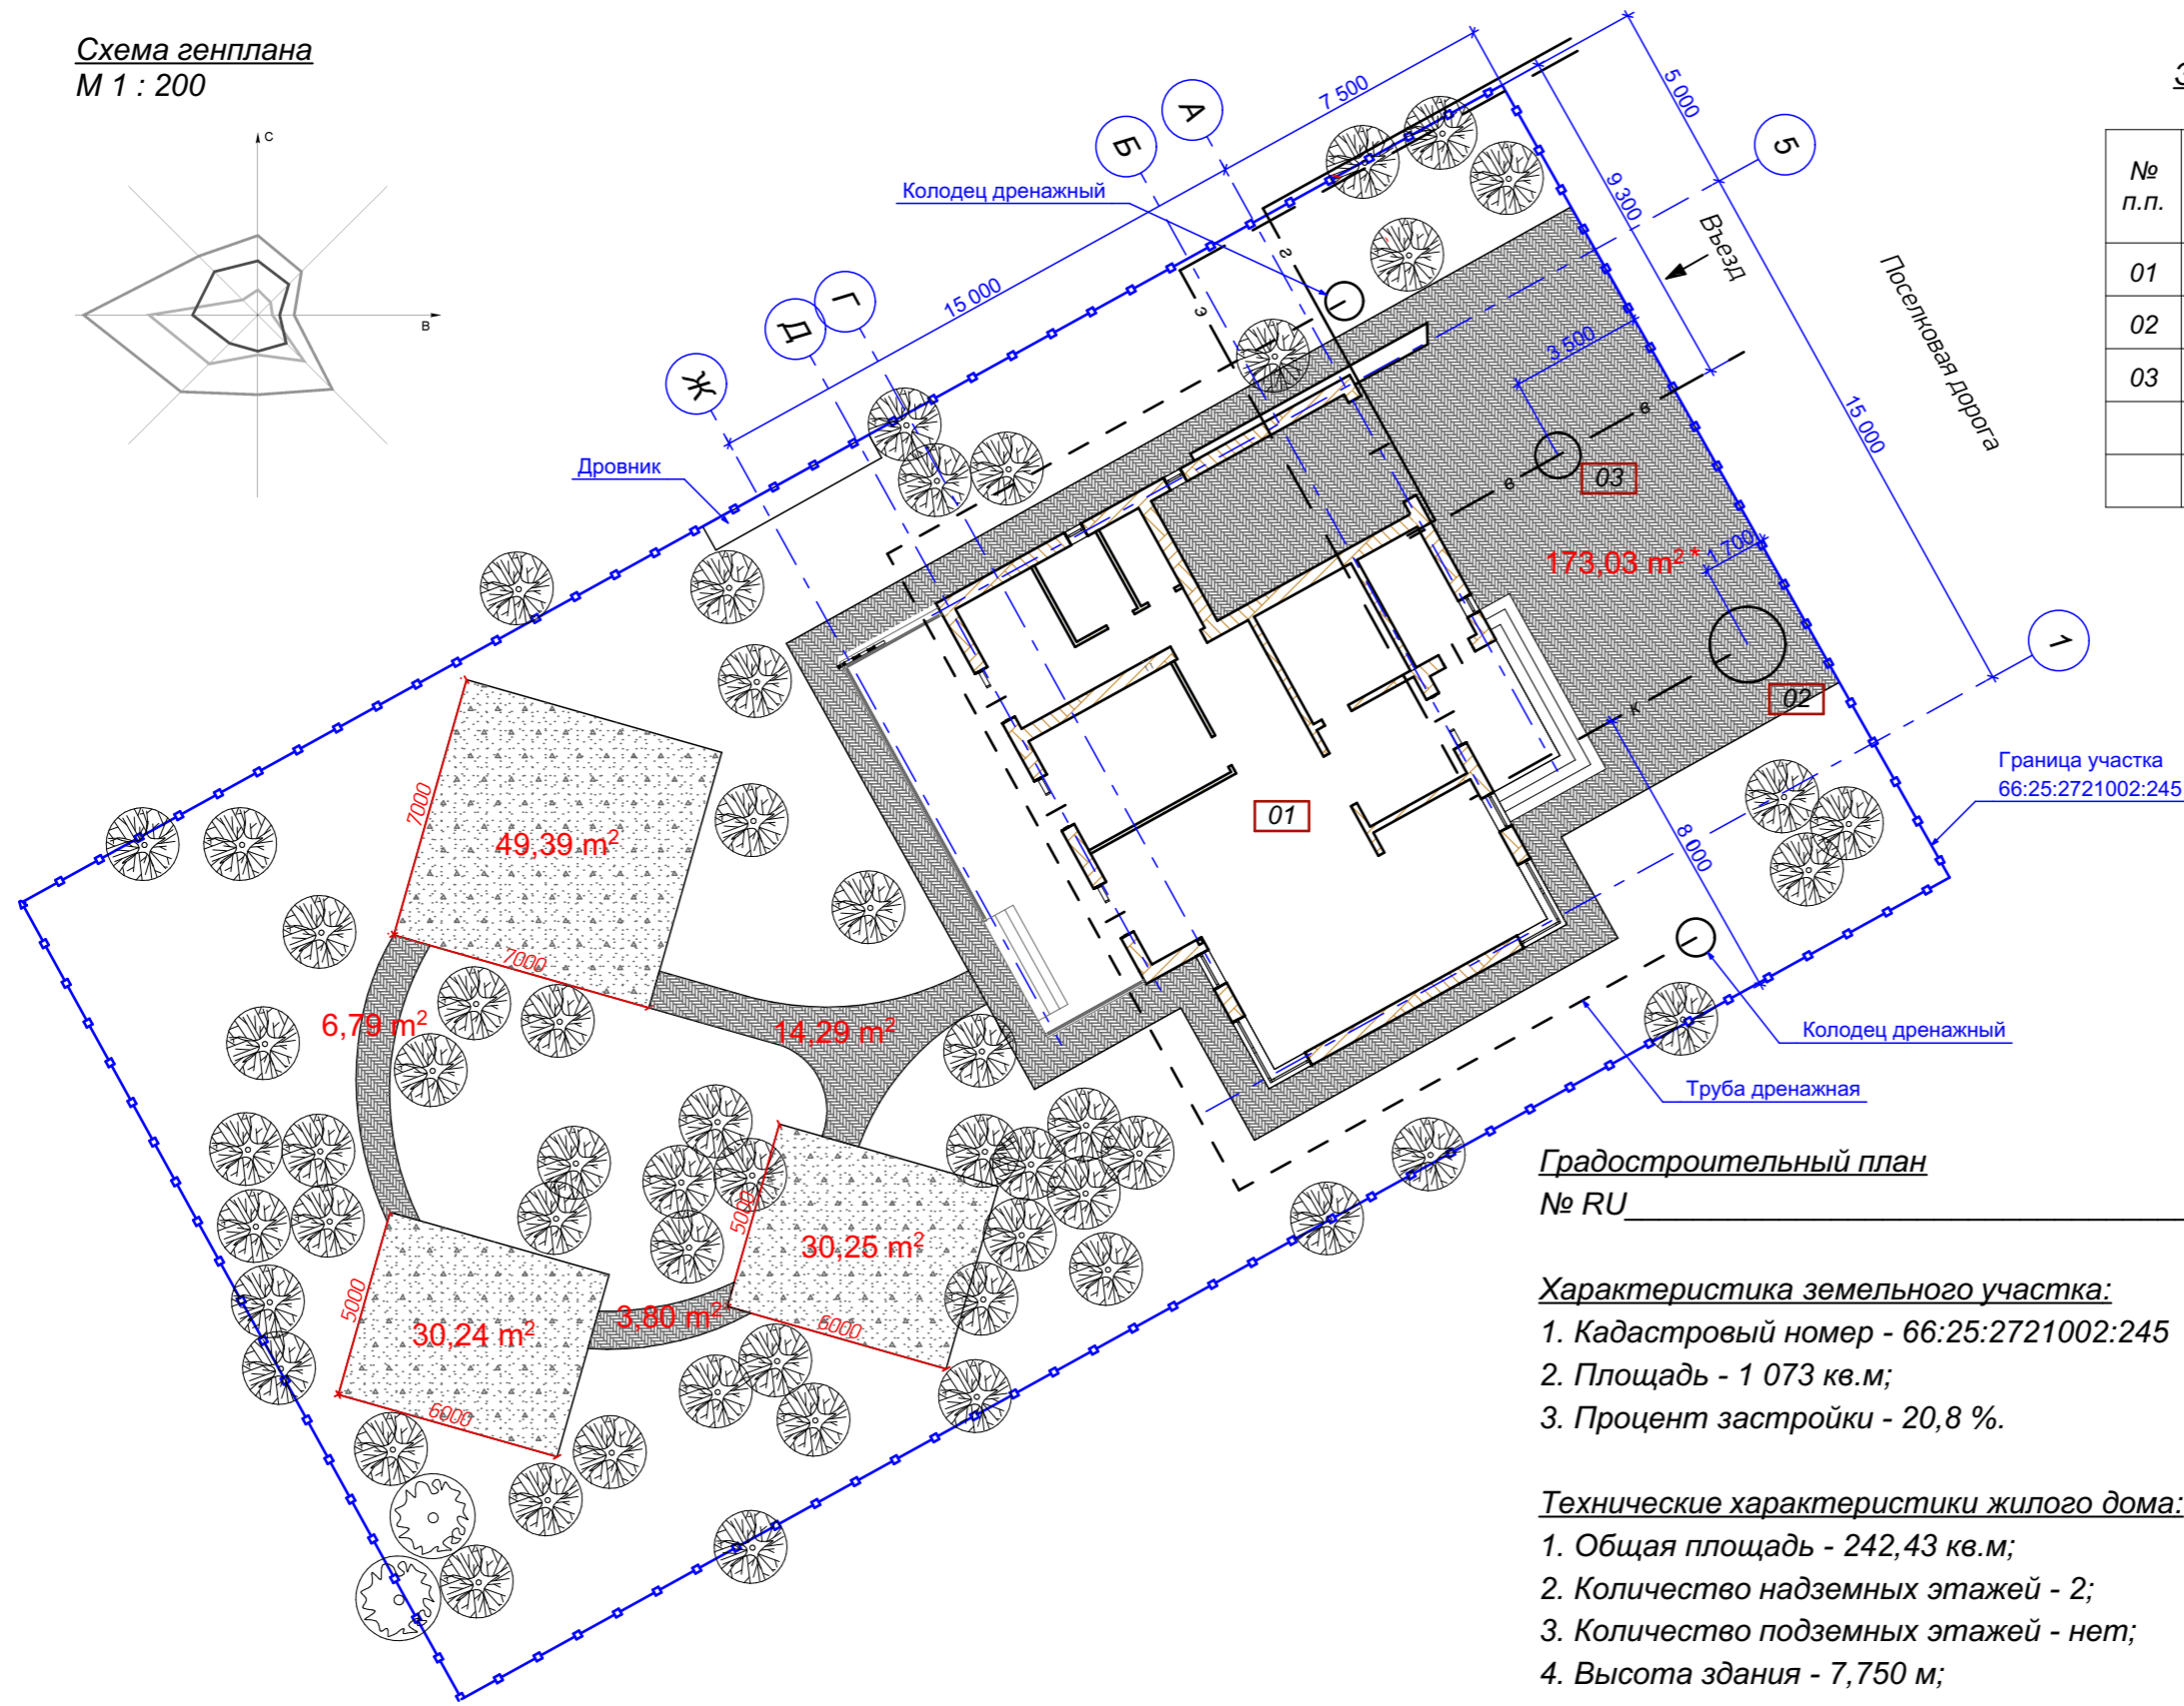 Схема генплана
М 1 : 200
С
В
№
п.п.
01
02
03
5 000
7 500
9 300
15 000
15 000
А
Б
Г
Д
Ж
5
1
Колодец дренажный
Въезд
Поселковая дорога
Дровник
г
э
3 500
в
в
03
173,03 m²*
1 700
02
к
01
8 000
Граница участка
66:25:2721002:245
7000
49,39 m²
7000
6,79 m²
14,29 m²
Колодец дренажный
Труба дренажная
5000
30,25 m²
6000
5000
30,24 m²
3,80 m²
6000
Градостроительный план
№ RU
Характеристика земельного участка:
1. Кадастровый номер - 66:25:2721002:245
2. Площадь - 1 073 кв.м;
3. Процент застройки - 20,8 %.
Технические характеристики жилого дома:
1. Общая площадь - 242,43 кв.м;
2. Количество надземных этажей - 2;
3. Количество подземных этажей - нет;
4. Высота здания - 7,750 м;